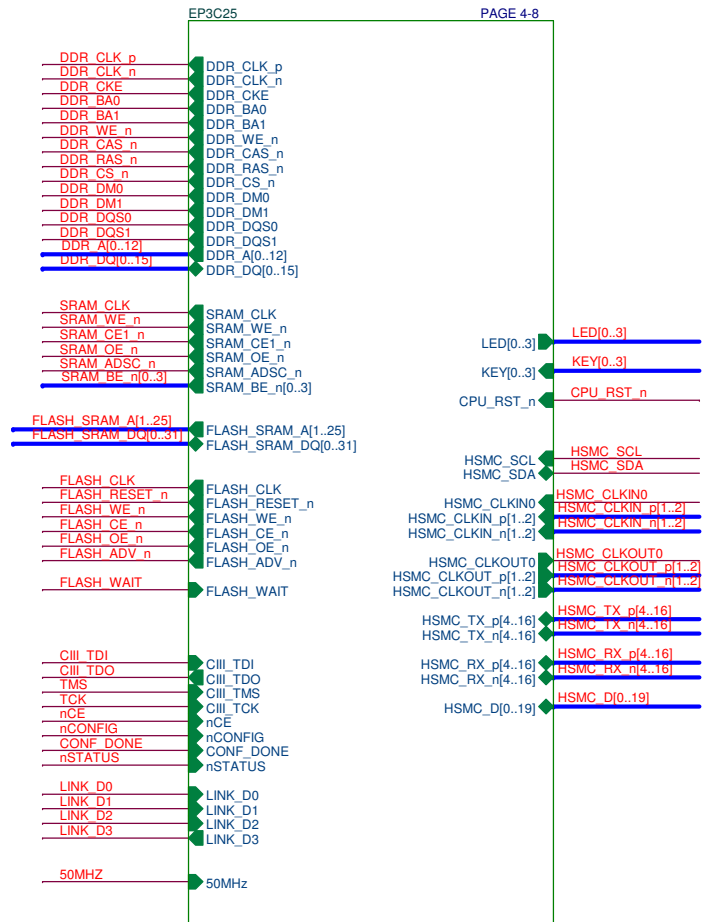 EP3C25 PAGE 4-8
DDR_CLK_p DDR_CLK_p
DDR_CLK_n DDR_CLK_n
DDR_CKE DDR_CKE
DDR_BA0 DDR_BA0
DDR_BA1 DDR_BA1
DDR_WE_n DDR_WE_n
DDR_CAS_n DDR_CAS_n
DDR_RAS_n DDR_RAS_n
DDR_CS_n DDR_CS_n
DDR_DM0 DDR_DM0
DDR_DM1 DDR_DM1
DDR_DQS0 DDR_DQS0
DDR_DQS1 DDR_DQS1
DDR_A[0..12] DDR_A[0..12]
DDR_DQ[0..15] DDR_DQ[0..15]
SRAM_CLK SRAM_CLK
SRAM_WE_n SRAM_WE_n
SRAM_CE1_n SRAM_CE1_n
SRAM_OE_n SRAM_OE_n
SRAM_ADSC_n SRAM_ADSC_n
SRAM_BE_n[0..3] SRAM_BE_n[0..3]
FLASH_SRAM_A[1..25] FLASH_SRAM_A[1..25]
FLASH_SRAM_DQ[0..31] FLASH_SRAM_DQ[0..31]
FLASH_CLK FLASH_CLK
FLASH_RESET_n FLASH_RESET_n
FLASH_WE_n FLASH_WE_n
FLASH_CE_n FLASH_CE_n
FLASH_OE_n FLASH_OE_n
FLASH_ADV_n FLASH_ADV_n
FLASH_WAIT FLASH_WAIT
CIII_TDI CIII_TDI
CIII_TDO CIII_TDO
TMS CIII_TMS
TCK CIII_TCK
nCE nCE
nCONFIG nCONFIG
CONF_DONE CONF_DONE
nSTATUS nSTATUS
LINK_D0 LINK_D0
LINK_D1 LINK_D1
LINK_D2 LINK_D2
LINK_D3 LINK_D3
50MHZ 50MHz
LED[0..3] LED[0..3]
KEY[0..3] KEY[0..3]
CPU_RST_n CPU_RST_n
HSMC_SCL HSMC_SCL
HSMC_SDA HSMC_SDA
HSMC_CLKIN0 HSMC_CLKIN0
HSMC_CLKIN_p[1..2] HSMC_CLKIN_p[1..2]
HSMC_CLKIN_n[1..2] HSMC_CLKIN_n[1..2]
HSMC_CLKOUT0 HSMC_CLKOUT0
HSMC_CLKOUT_p[1..2] HSMC_CLKOUT_p[1..2]
HSMC_CLKOUT_n[1..2] HSMC_CLKOUT_n[1..2]
HSMC_TX_p[4..16] HSMC_TX_p[4..16]
HSMC_TX_n[4..16] HSMC_TX_n[4..16]
HSMC_RX_p[4..16] HSMC_RX_p[4..16]
HSMC_RX_n[4..16] HSMC_RX_n[4..16]
HSMC_D[0..19] HSMC_D[0..19]